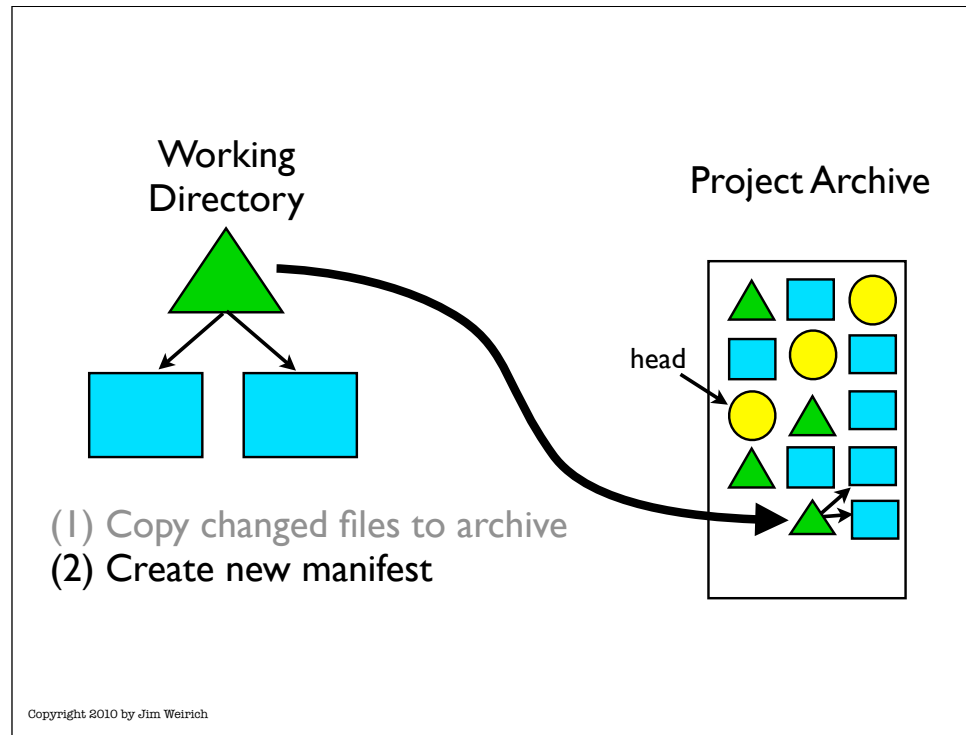 Working
Directory
Project Archive
head
(1) Copy changed files to archive
(2) Create new manifest
Copyright 2010 by Jim Weirich